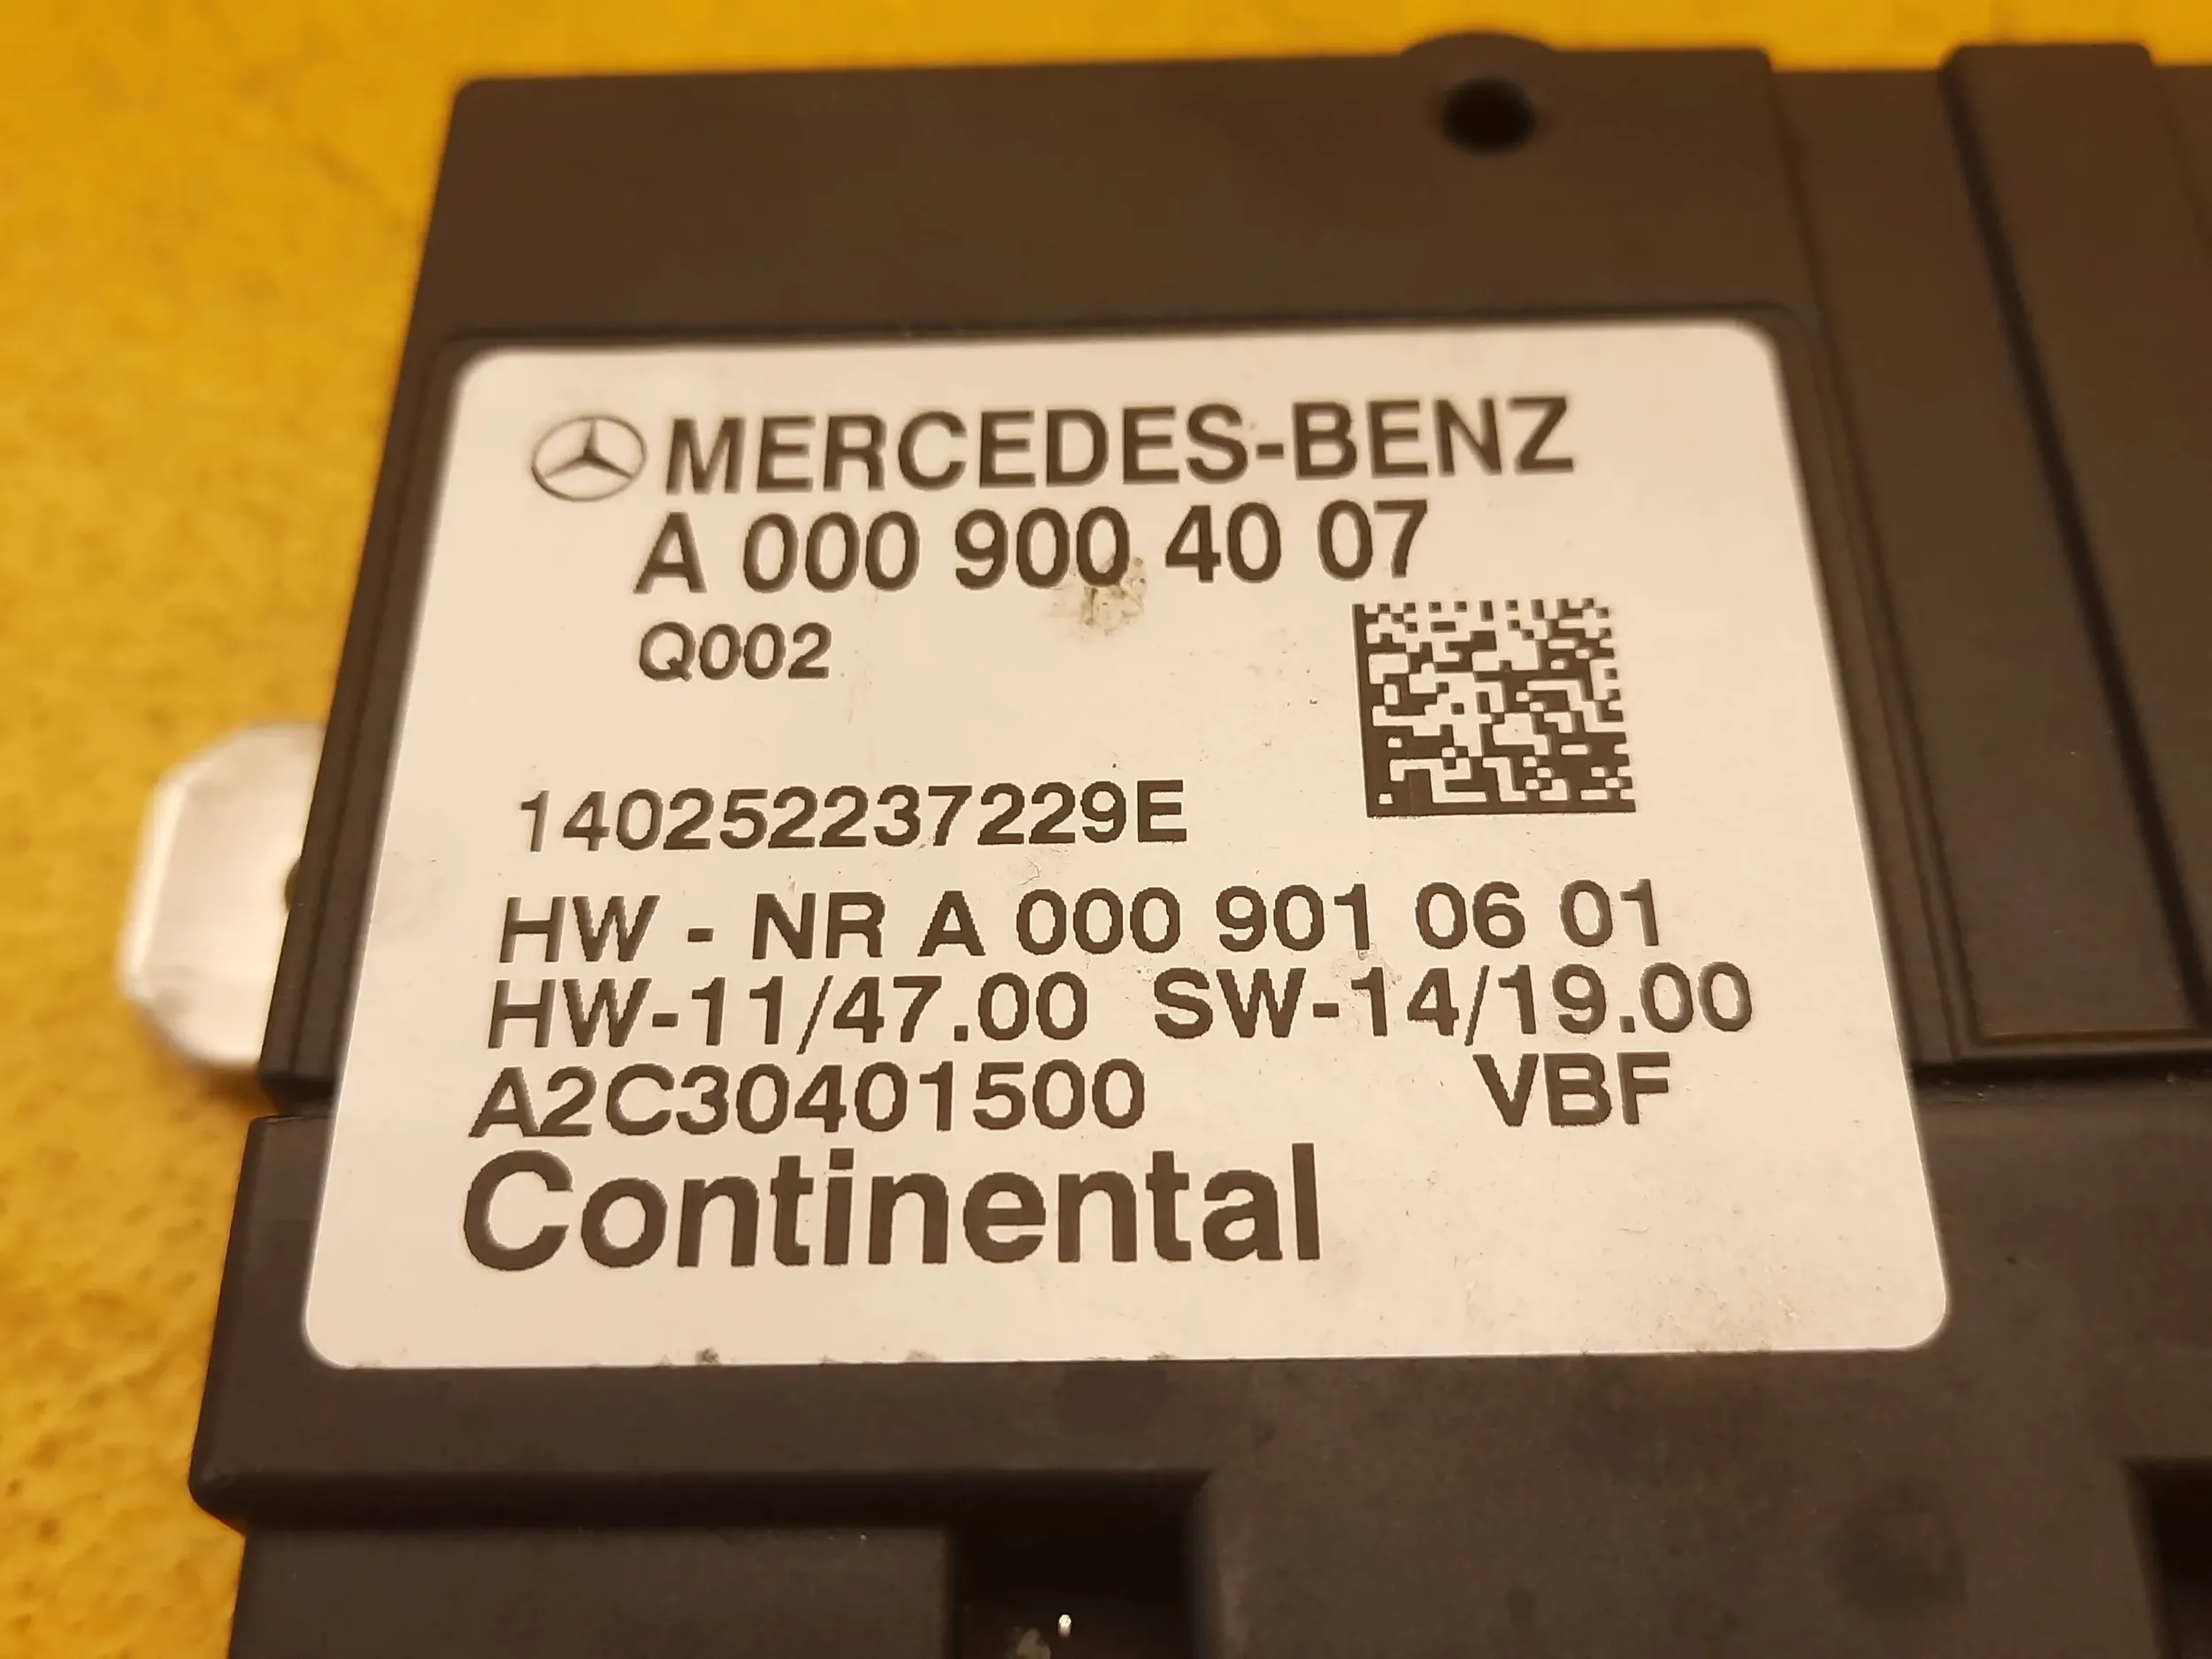 MERCEDES-BENZ
A 000 900 40 07
Q002
140252237229E
HW - NR A 000 901 06 01
HW-11/47.00 SW-14/19.00
A2C30401500 VBF
Continental